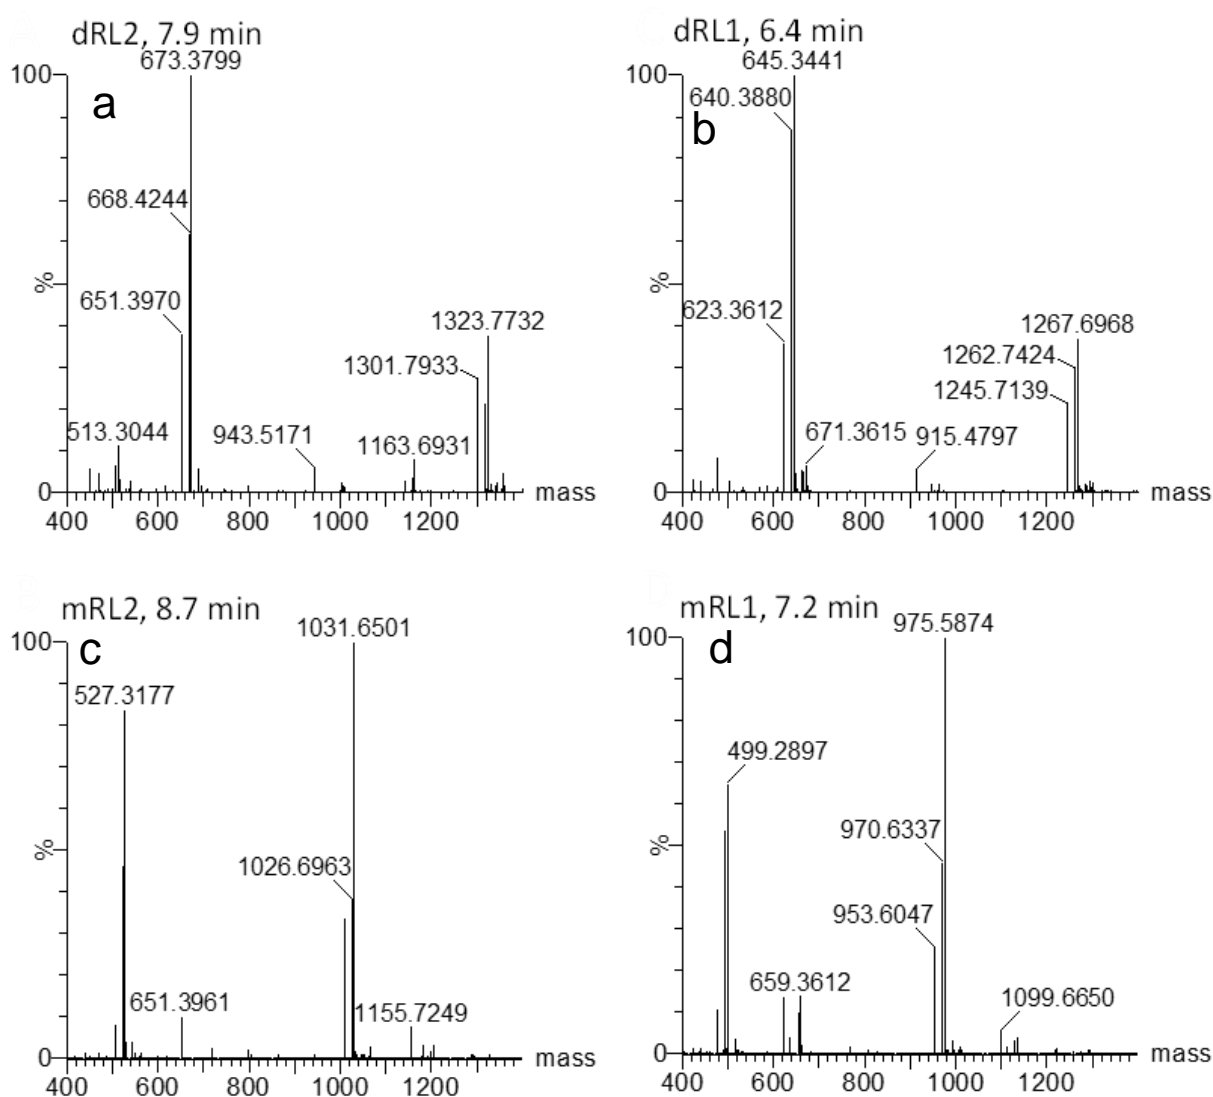 dRL2, 7.9 min
673.3799
100
a
668.4244
651.3970
%
1323.7732
1301.7933
513.3044
943.5171
1163.6931
0
mass
400 600 800 1000 1200
dRL1, 6.4 min
645.3441
100
640.3880
b
623.3612
%
1267.6968
1262.7424
1245.7139
671.3615
915.4797
0
mass
400 600 800 1000 1200
mRL2, 8.7 min
1031.6501
100
c
527.3177
%
1026.6963
651.3961
1155.7249
0
mass
400 600 800 1000 1200
mRL1, 7.2 min
975.5874
100
d
499.2897
970.6337
%
953.6047
659.3612
1099.6650
0
mass
400 600 800 1000 1200